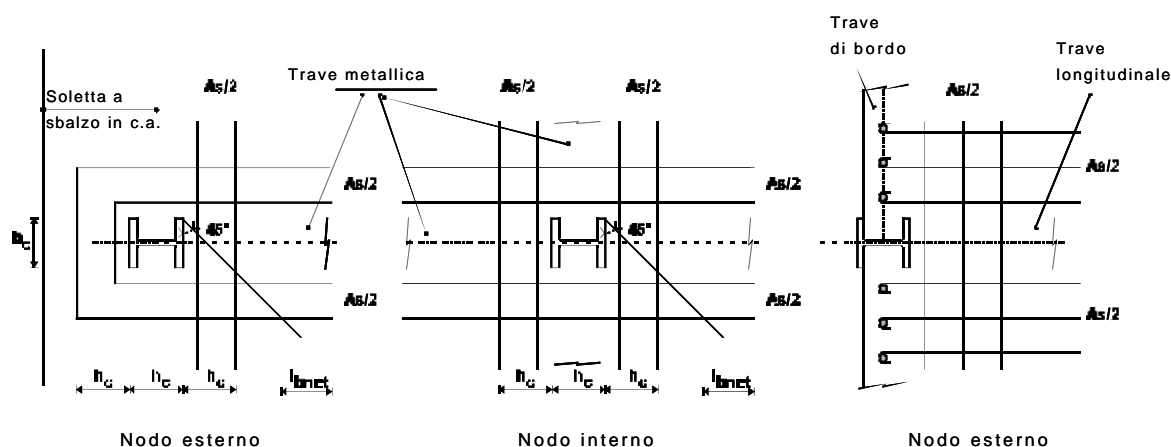 Trave
di bordo
Trave
longitudinale
Trave metallica
Soletta a
sbalzo in c.a.
As/2
As/2
As/2
As/2
As/2
As/2
As/2
As/2
As/2
As/2
45°
45°
hc
hc
hc
lbnet
hc
hc
hc
lbnet
Nodo esterno
Nodo interno
Nodo esterno